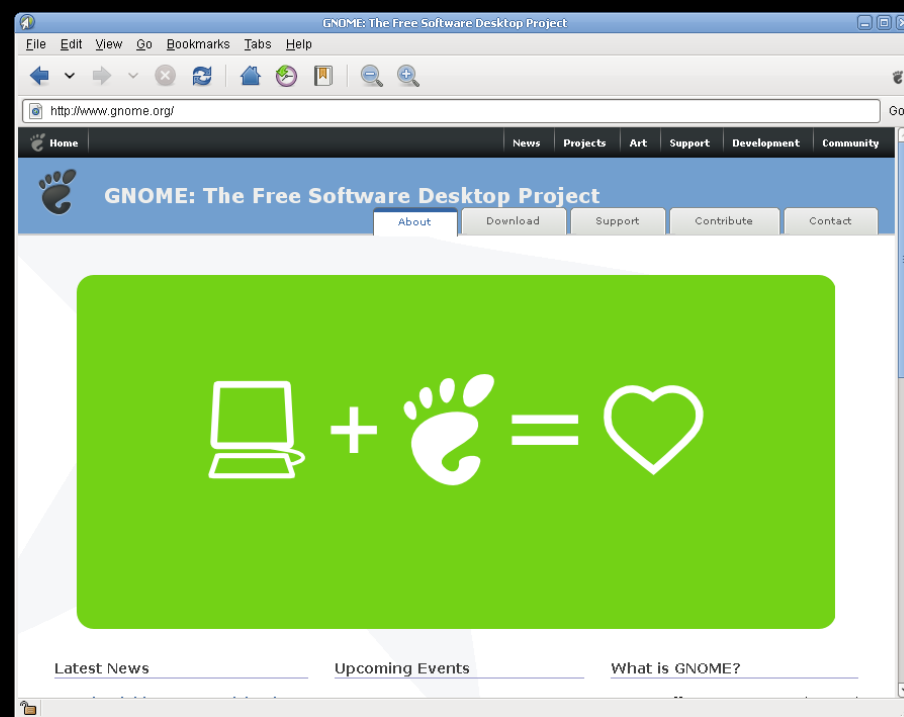 GNOME: The Free Software Desktop Project
File Edit View Go Bookmarks Tabs Help
http://www.gnome.org/ Go
Home News Projects Art Support Development Community
GNOME: The Free Software Desktop Project
About Download Support Contribute Contact
+ =
Latest News Upcoming Events What is GNOME?